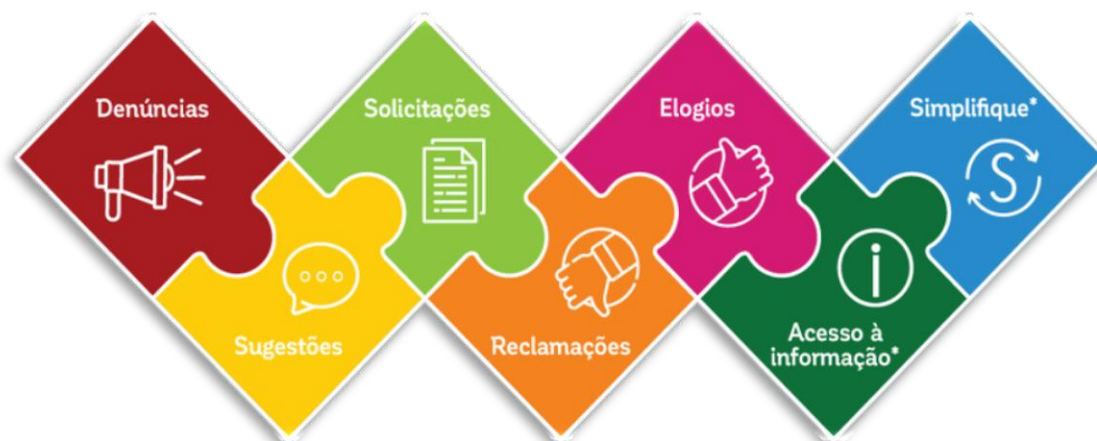 Denúncias
Solicitações
Elogios
Simplifique*
Sugestões
Reclamações
Acesso à
informação*